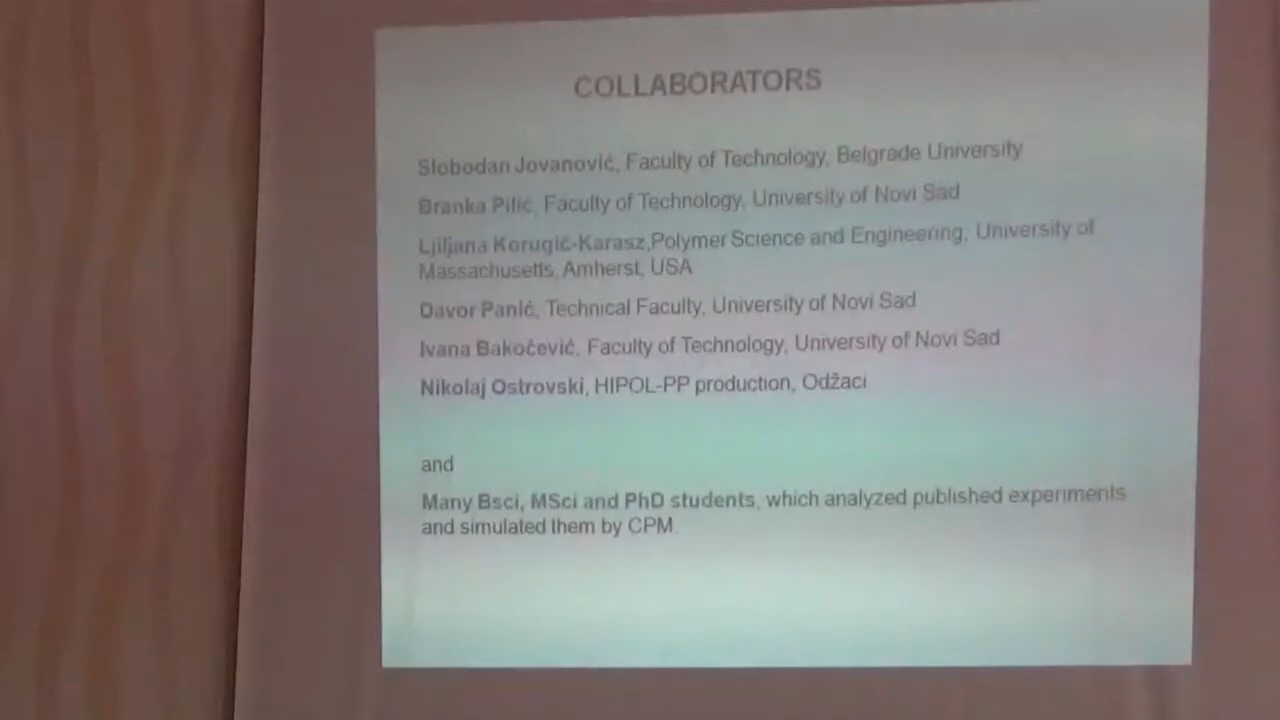 COLLABORATORS
Slobodan Jovanović, Faculty of Technology, Belgrade University
Branka Pilić, Faculty of Technology, University of Novi Sad
Ljiljana Korugić-Karasz,Polymer Science and Engineering, University of
Massachusetts, Amherst, USA
Davor Panić, Technical Faculty, University of Novi Sad
Ivana Bakočević, Faculty of Technology, University of Novi Sad
Nikolaj Ostrovski, HIPOL-PP production, Odžaci
and
Many Bsci, MSci and PhD students, which analyzed published experiments
and simulated them by CPM.